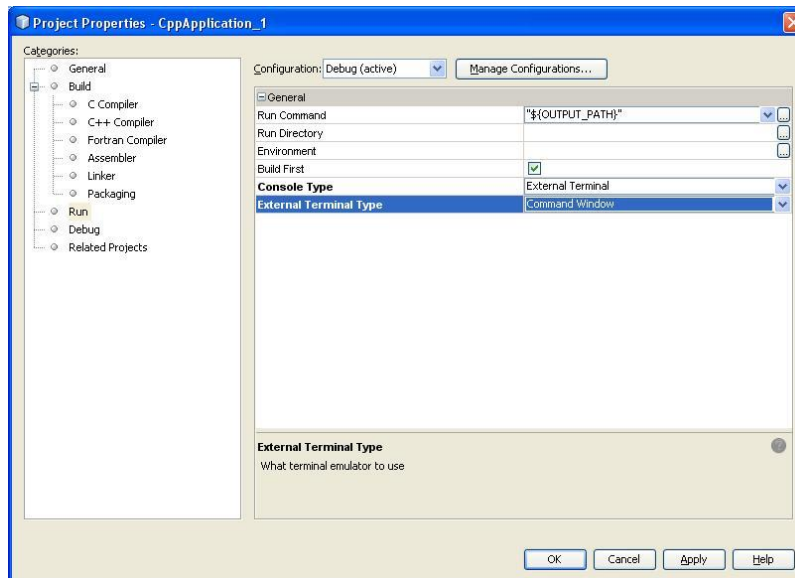 Project Properties - CppApplication_1
Categories:
General
Build
C Compiler
C++ Compiler
Fortran Compiler
Assembler
Linker
Packaging
Run
Debug
Related Projects
Configuration: Debug (active) Manage Configurations...
General
Run Command "${OUTPUT_PATH}" ...
Run Directory ...
Environment ...
Build First
Console Type External Terminal
External Terminal Type Command Window
External Terminal Type ?
What terminal emulator to use
OK Cancel Apply Help